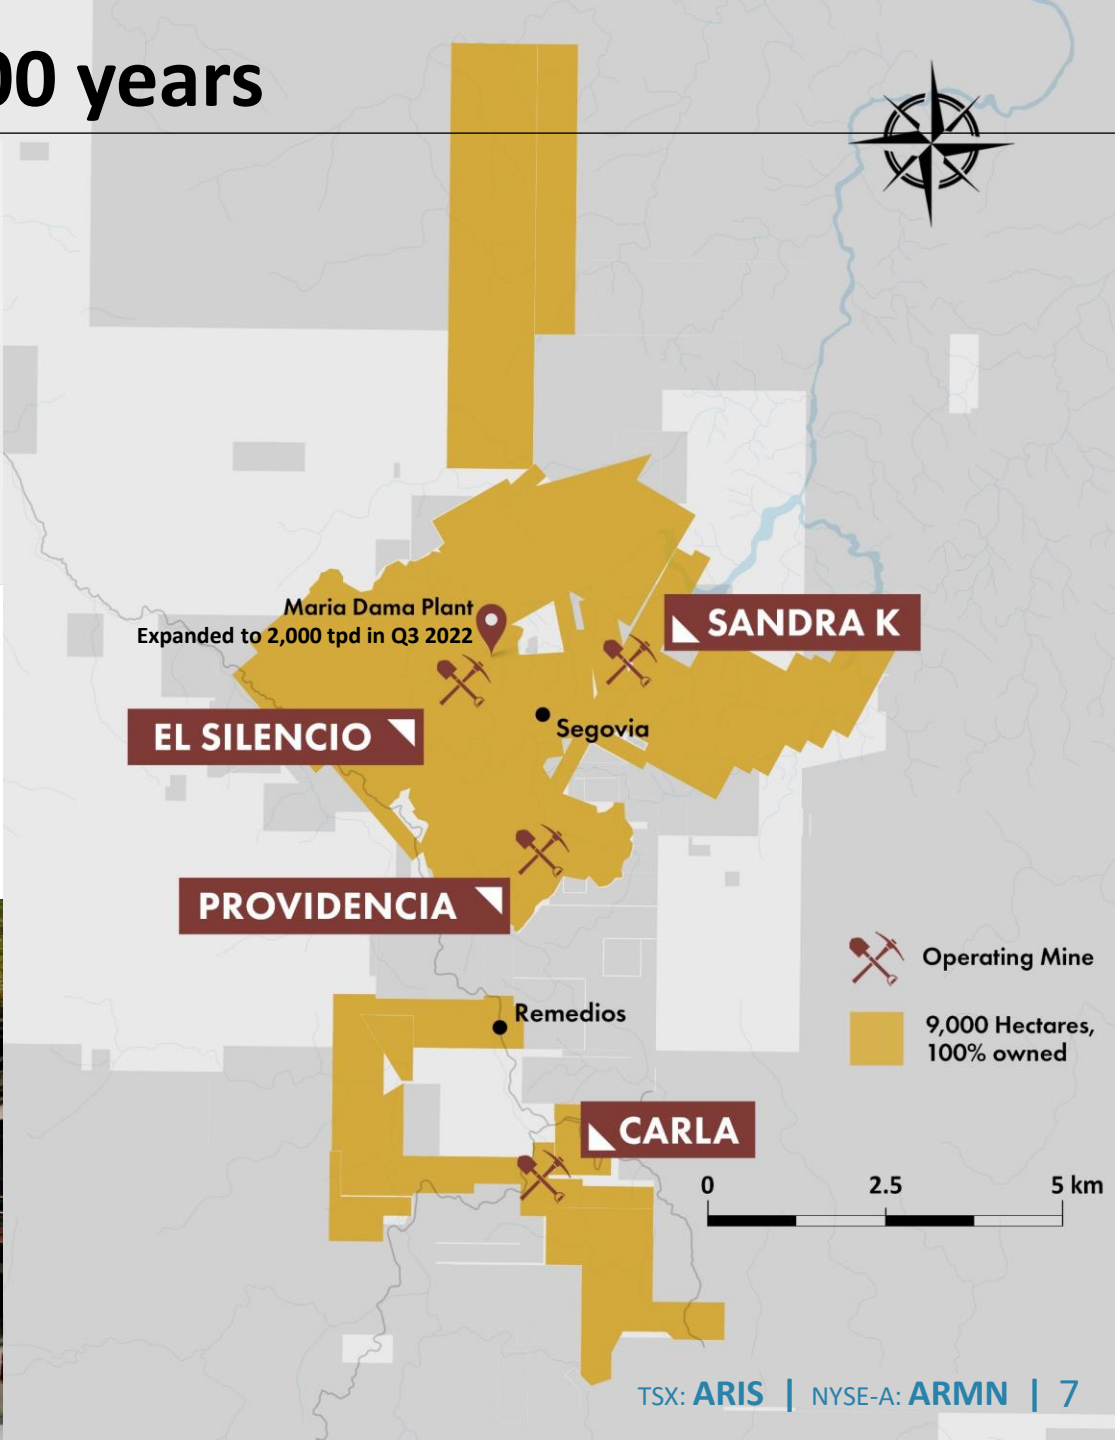 00 years
Maria Dama Plant
Expanded to 2,000 tpd in Q3 2022
SANDRA K
EL SILENCIO
Segovia
PROVIDENCIA
Operating Mine
Remedios
9,000 Hectares,
100% owned
CARLA
0 2.5 5 km
TSX: ARIS | NYSE-A: ARMN | 7